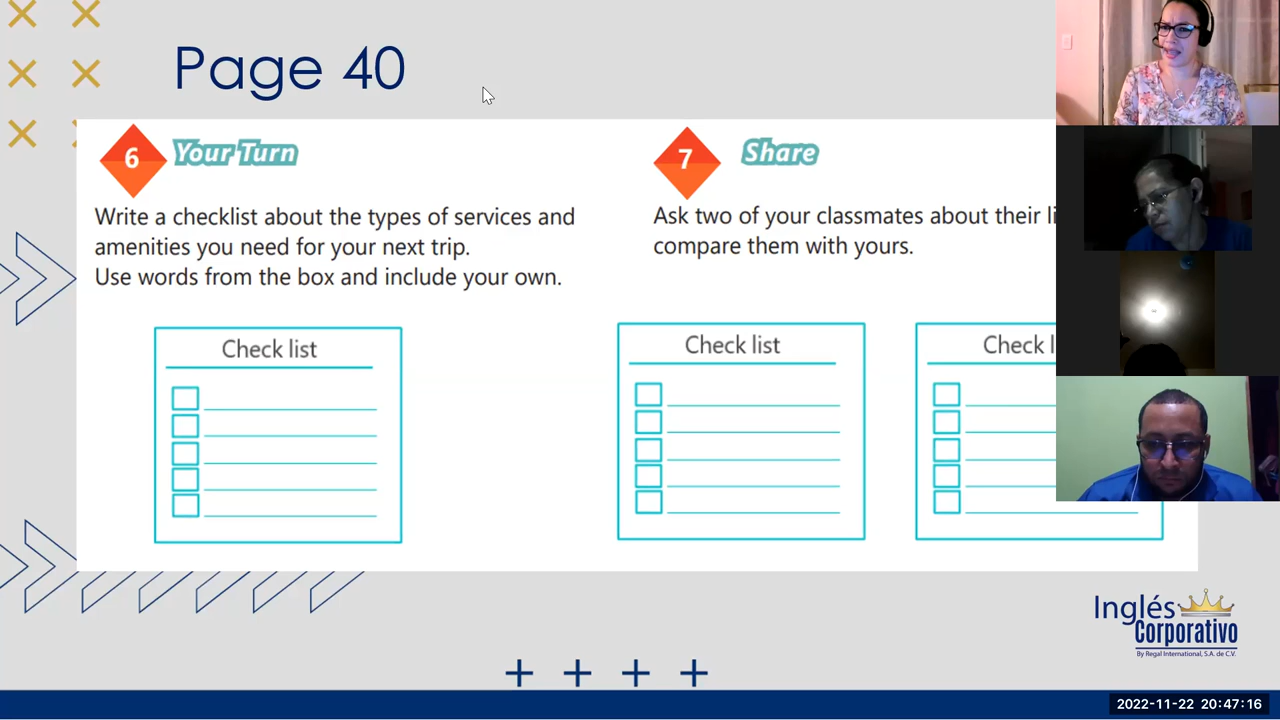 Page 40
6 Your Turn
Write a checklist about the types of services and
amenities you need for your next trip.
Use words from the box and include your own.
Check list
7 Share
Ask two of your classmates about their li
compare them with yours.
Check list
Check l
Inglés
Corporativo
By Regal International, S.A. de C.V.
2022-11-22 20:47:16